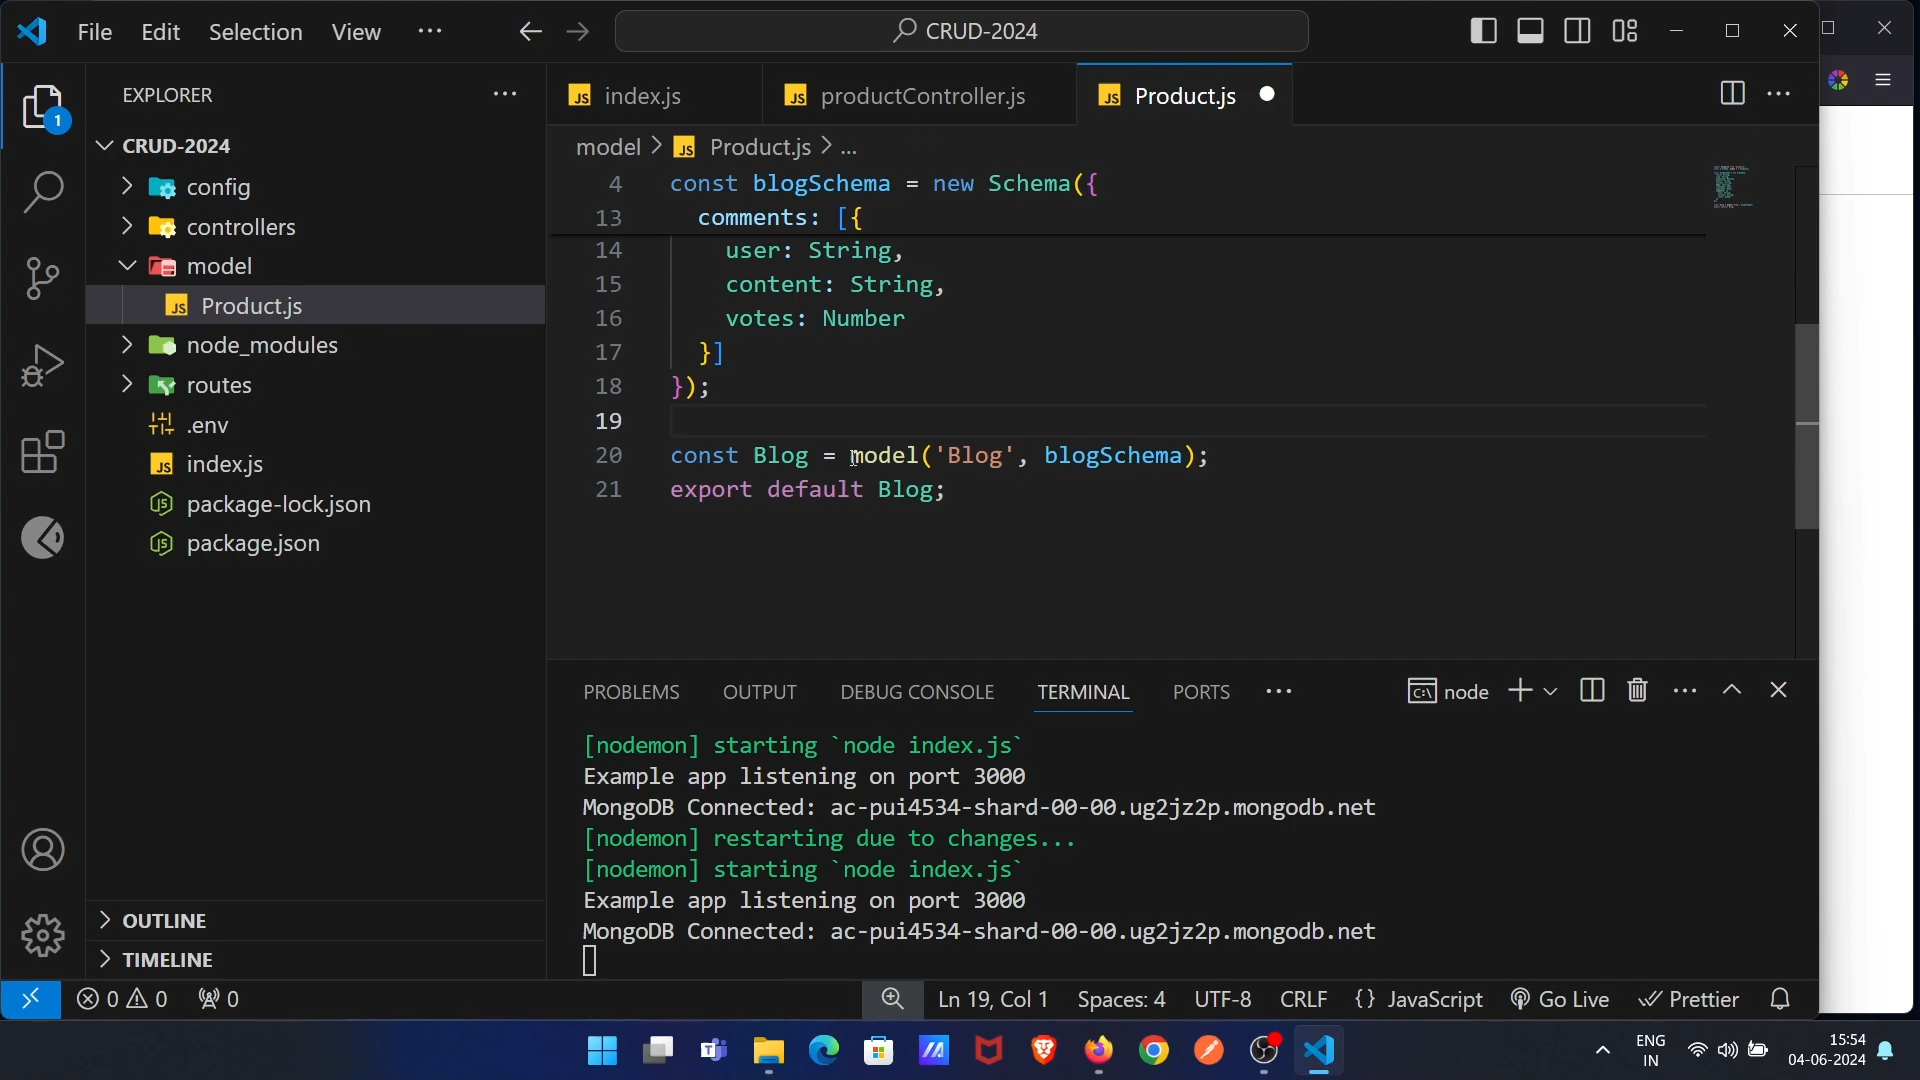 File Edit Selection View ··· CRUD-2024
EXPLORER ···
CRUD-2024
config
controllers
model
Product.js
node_modules
routes
.env
index.js
package-lock.json
package.json
OUTLINE
TIMELINE
1
JS index.js JS productController.js JS Product.js
model > JS Product.js > ...
4 const blogSchema = new Schema({
13 comments: [{
14 user: String,
15 content: String,
16 votes: Number
17 }]
18 });
19
20 const Blog = model('Blog', blogSchema);
21 export default Blog;
PROBLEMS OUTPUT DEBUG CONSOLE TERMINAL PORTS ··· node
[nodemon] starting `node index.js`
Example app listening on port 3000
MongoDB Connected: ac-pui4534-shard-00-00.ug2jz2p.mongodb.net
[nodemon] restarting due to changes...
[nodemon] starting `node index.js`
Example app listening on port 3000
MongoDB Connected: ac-pui4534-shard-00-00.ug2jz2p.mongodb.net
0 0 0 Ln 19, Col 1 Spaces: 4 UTF-8 CRLF {} JavaScript Go Live Prettier
ENG
IN
15:54
04-06-2024